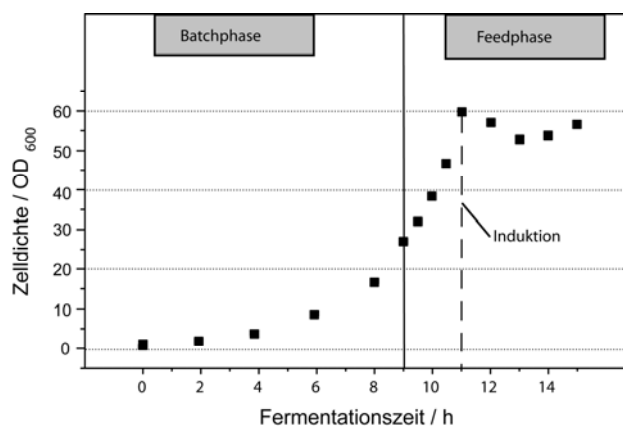 Batchphase
Feedphase
60
50
40
30
20
10
0
Zelldichte / OD 600
Induktion
0 2 4 6 8 10 12 14
Fermentationszeit / h